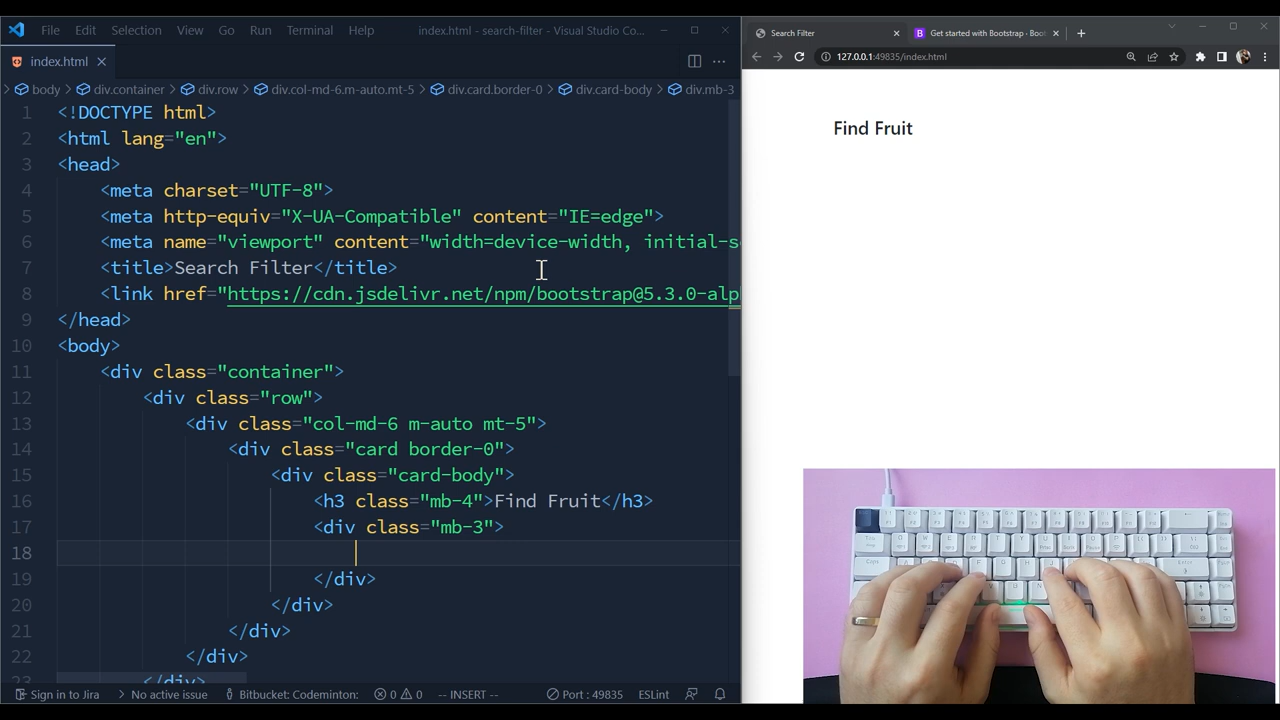 File Edit Selection View Go Run Terminal Help index.html - search-filter - Visual Studio Co...
index.html
body div.container div.row div.col-md-6.m-auto.mt-5 div.card.border-0 div.card-body div.mb-3
1 <!DOCTYPE html>
2 <html lang="en">
3 <head>
4 <meta charset="UTF-8">
5 <meta http-equiv="X-UA-Compatible" content="IE=edge">
6 <meta name="viewport" content="width=device-width, initial-s
7 <title>Search Filter</title>
8 <link href="https://cdn.jsdelivr.net/npm/bootstrap@5.3.0-alp
9 </head>
10 <body>
11 <div class="container">
12 <div class="row">
13 <div class="col-md-6 m-auto mt-5">
14 <div class="card border-0">
15 <div class="card-body">
16 <h3 class="mb-4">Find Fruit</h3>
17 <div class="mb-3">
18
19 </div>
20 </div>
21 </div>
22 </div>
23 </div>
Sign in to Jira No active issue Bitbucket: Codeminton: 0 0 -- INSERT -- Port : 49835 ESLint
Search Filter
Get started with Bootstrap - Boot
127.0.0.1:49835/index.html
Find Fruit